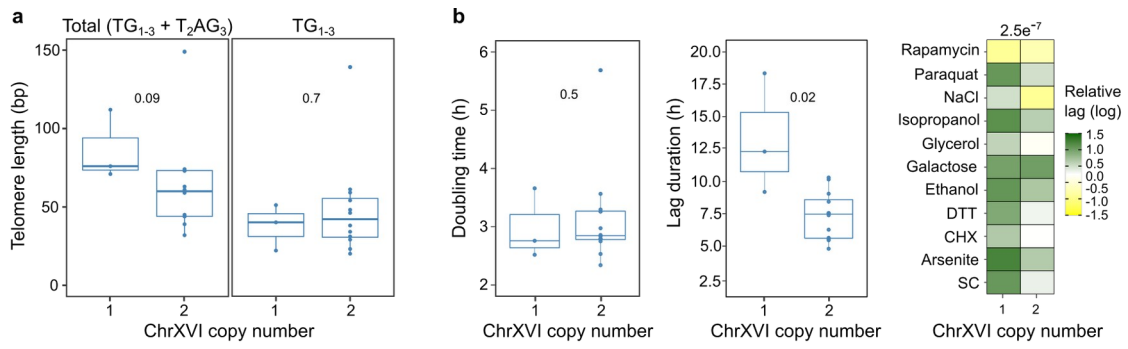 a
Total (TG1-3 + T2AG3)
TG1-3
Telomere length (bp)
150
100
50
0
0.09
0.7
1
2
1
2
ChrXVI copy number
b
Doubling time (h)
6
5
4
3
2
0.5
1
2
ChrXVI copy number
Lag duration (h)
20.0
17.5
15.0
12.5
10.0
7.5
5.0
2.5
0.02
1
2
2.5e-7
Rapamycin
Paraquat
NaCl
Isopropanol
Glycerol
Galactose
Ethanol
DTT
CHX
Arsenite
SC
1
2
ChrXVI copy number
Relative
lag (log)
1.5
1.0
0.5
0.0
-0.5
-1.0
-1.5